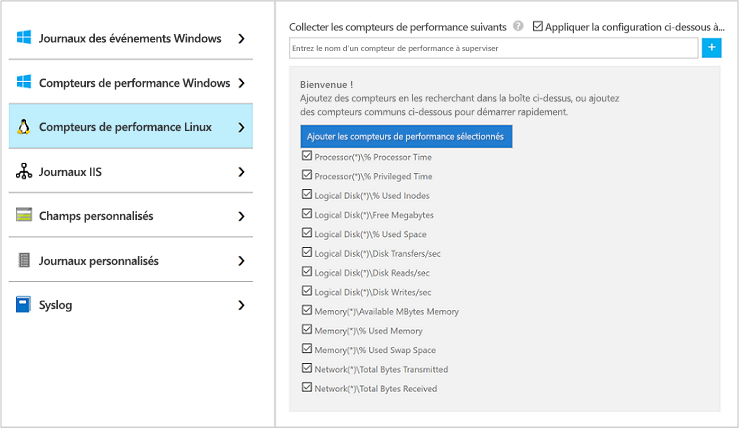 Journaux des événements Windows
Compteurs de performance Windows
Compteurs de performance Linux
Journaux IIS
Champs personnalisés
Journaux personnalisés
Syslog
Collecter les compteurs de performance suivants ? Appliquer la configuration ci-dessous à...
Entrez le nom d'un compteur de performance à superviser
+
Bienvenue !
Ajoutez des compteurs en les recherchant dans la boîte ci-dessus, ou ajoutez
des compteurs communs ci-dessous pour démarrer rapidement.
Ajouter les compteurs de performance sélectionnés
Processor(*)\% Processor Time
Processor(*)\% Privileged Time
Logical Disk(*)\% Used Inodes
Logical Disk(*)\Free Megabytes
Logical Disk(*)\% Used Space
Logical Disk(*)\Disk Transfers/sec
Logical Disk(*)\Disk Reads/sec
Logical Disk(*)\Disk Writes/sec
Memory(*)\Available MBytes Memory
Memory(*)\% Used Memory
Memory(*)\% Used Swap Space
Network(*)\Total Bytes Transmitted
Network(*)\Total Bytes Received